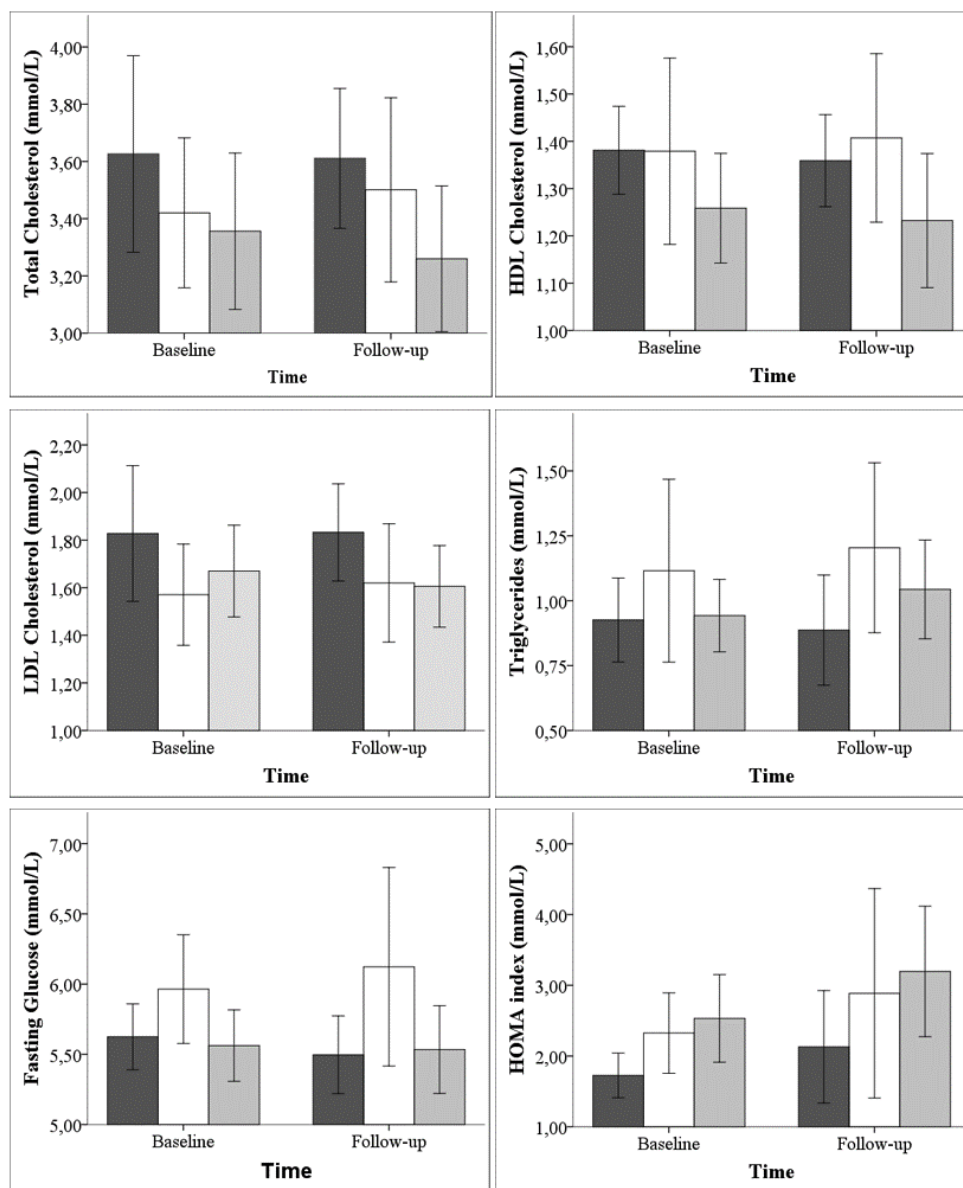 Total Cholesterol (mmol/L)
4,00
3,80
3,60
3,40
3,20
3,00
Baseline Follow-up
Time
HDL Cholesterol (mmol/L)
1,60
1,50
1,40
1,30
1,20
1,10
1,00
Baseline Follow-up
Time
LDL Cholesterol (mmol/L)
2,20
2,00
1,80
1,60
1,40
1,20
1,00
Baseline Follow-up
Time
Triglycerides (mmol/L)
1,50
1,25
1,00
0,75
0,50
Baseline Follow-up
Time
Fasting Glucose (mmol/L)
7,00
6,50
6,00
5,50
5,00
Baseline Follow-up
Time
HOMA index (mmol/L)
5,00
4,00
3,00
2,00
1,00
Baseline Follow-up
Time